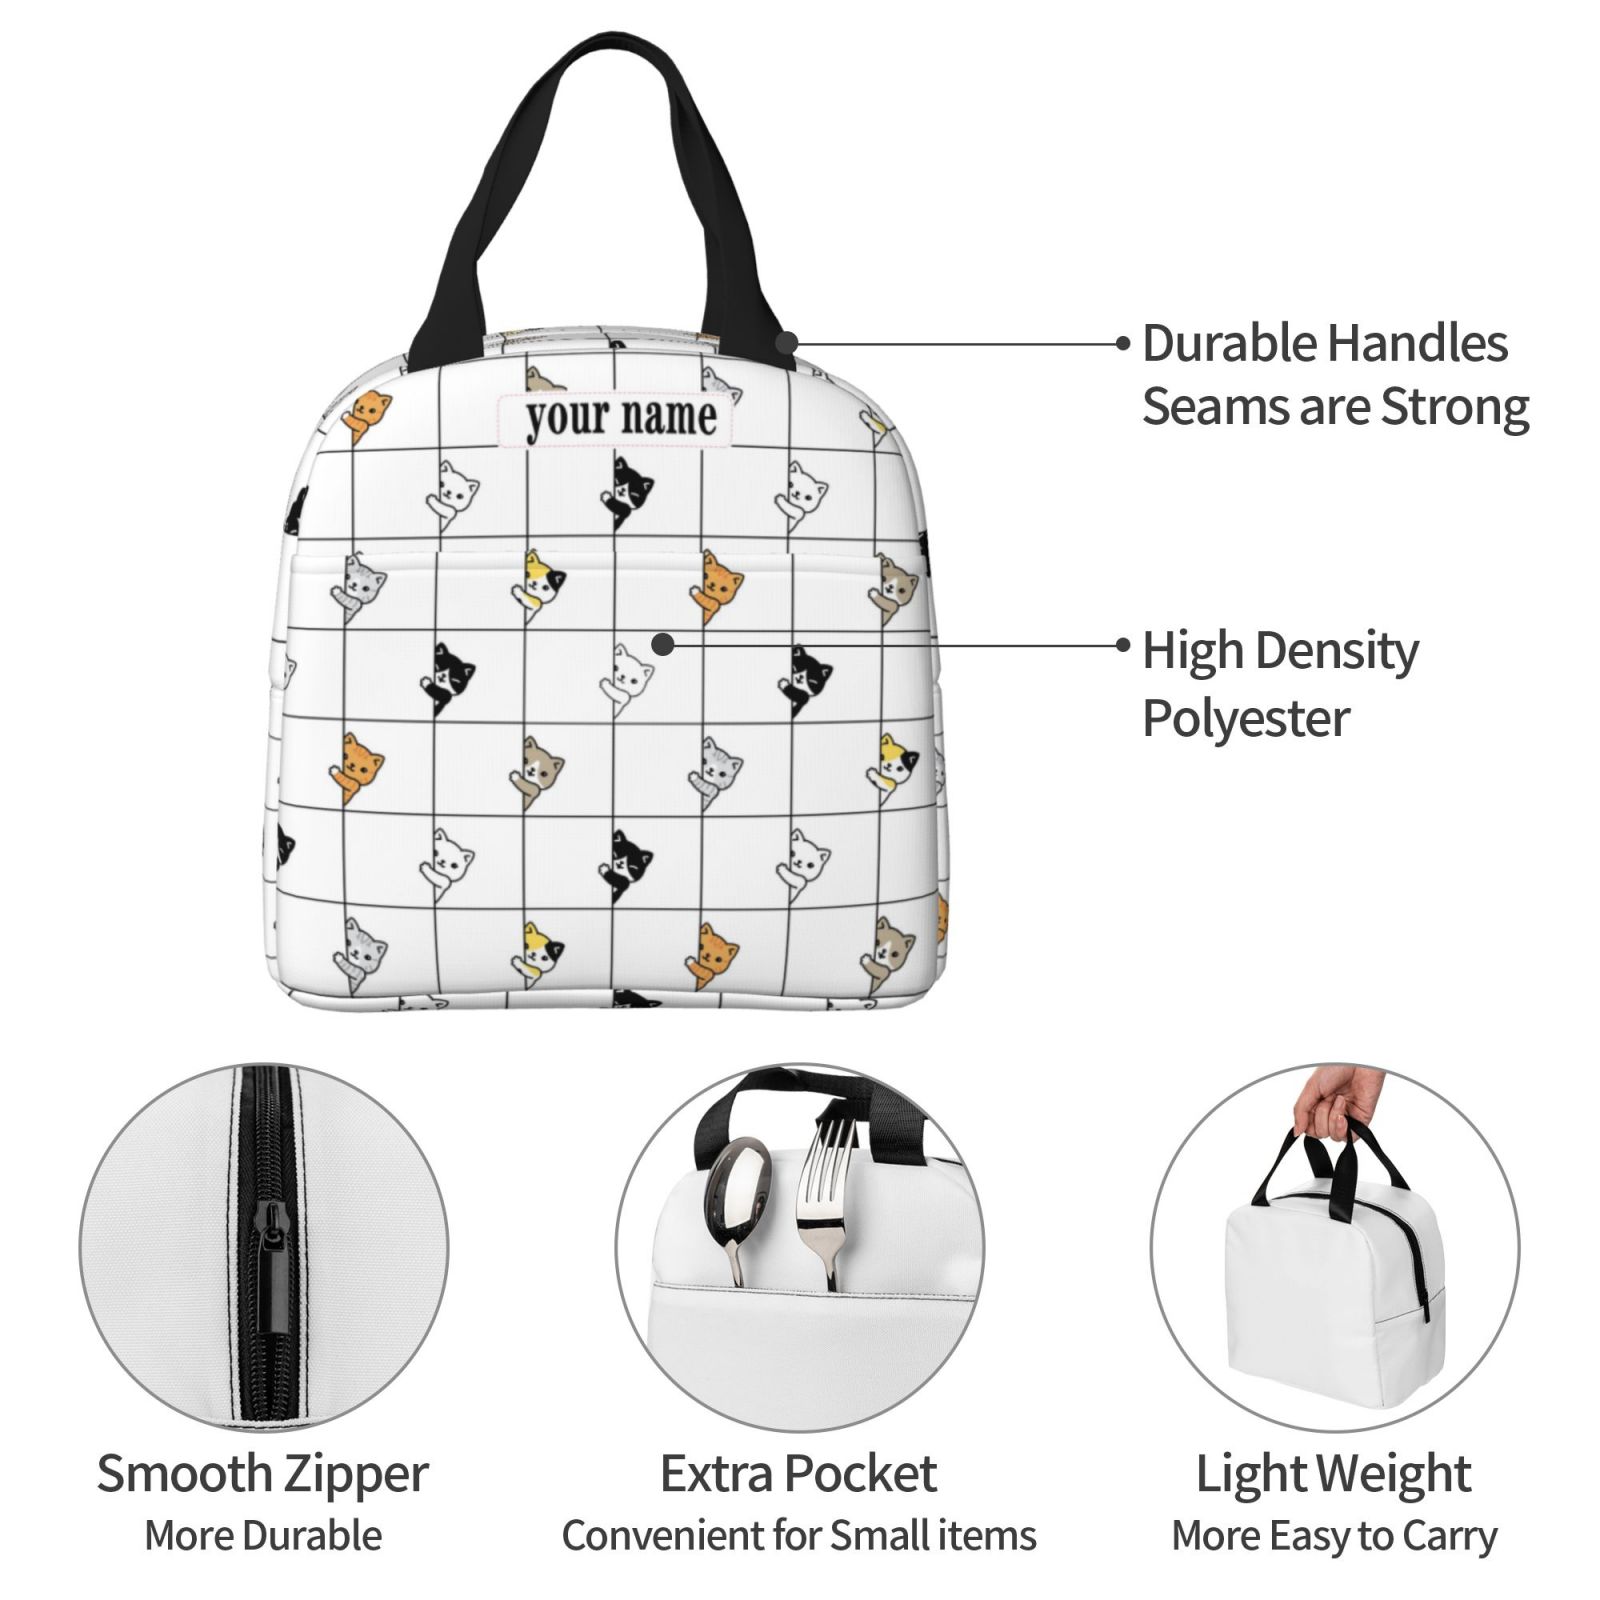 your name
Durable Handles
Seams are Strong
High Density
Polyester
Smooth Zipper
More Durable
Extra Pocket
Convenient for Small items
Light Weight
More Easy to Carry